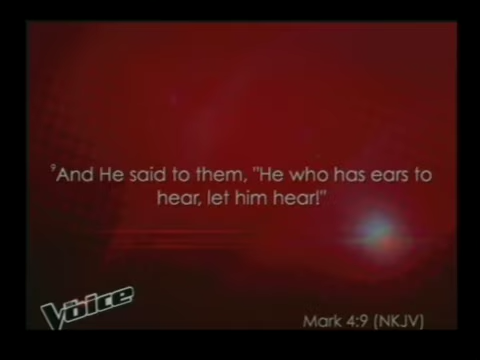 ⁹And He said to them, "He who has ears to
hear, let him hear!"
The Voice
Mark 4:9 (NKJV)